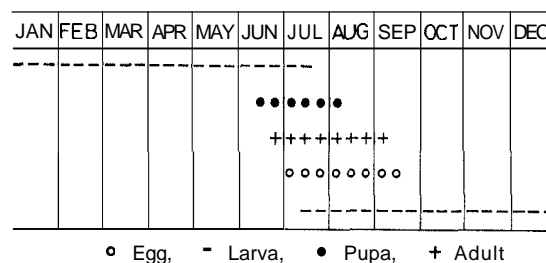 JAN FEB MAR APR MAY JUN JUL AUG SEP OCT NOV DEC
Egg, Larva, Pupa, Adult